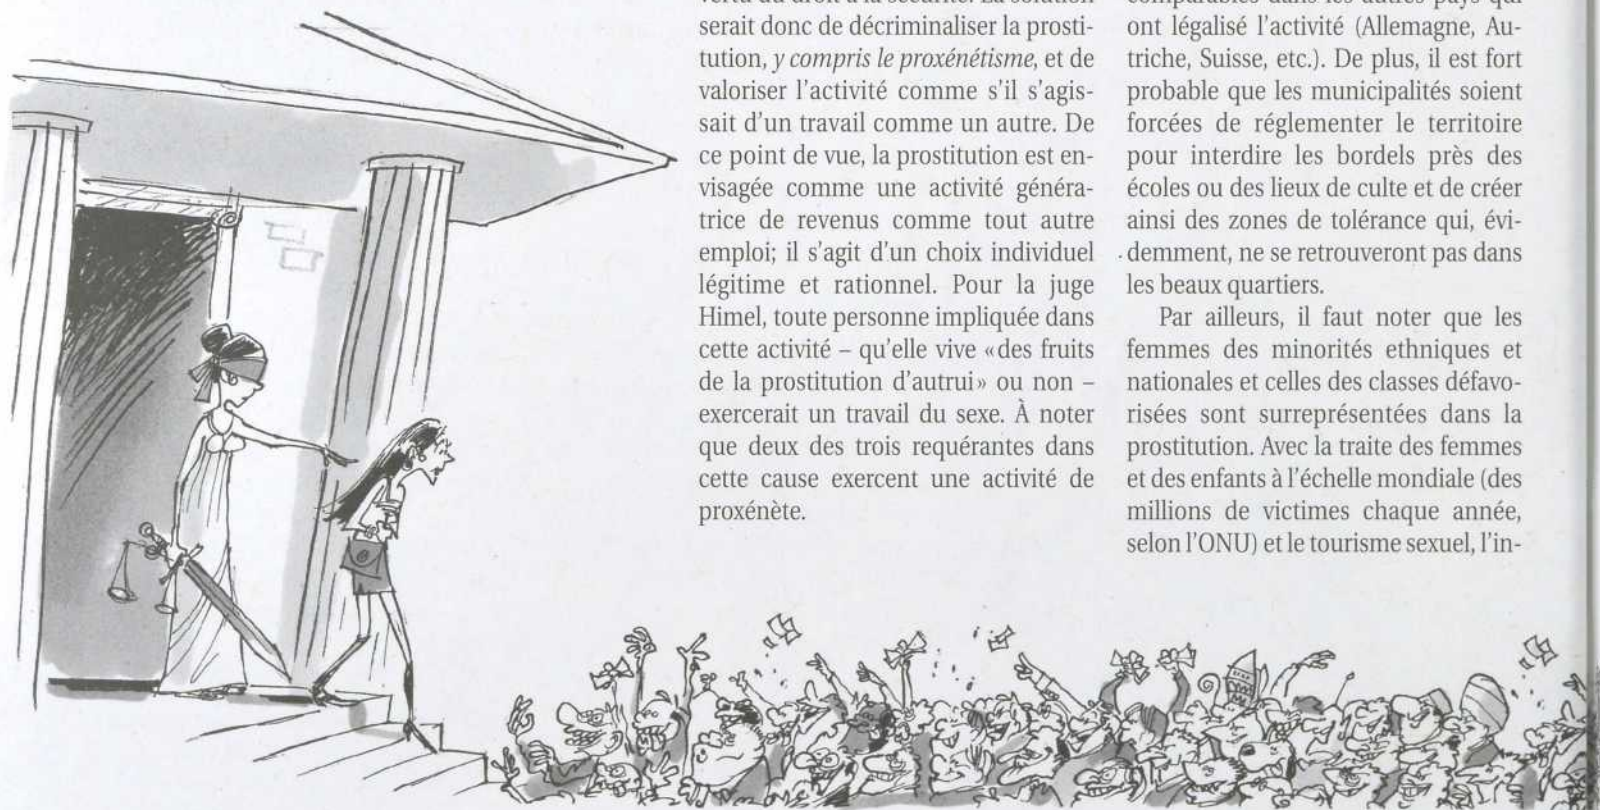 serait donc de décriminaliser la prosti-
tution, y compris le proxénétisme, et de
valoriser l'activité comme s'il s'agis-
sait d'un travail comme un autre. De
ce point de vue, la prostitution est en-
visagée comme une activité généra-
trice de revenus comme tout autre
emploi; il s'agit d'un choix individuel
légitime et rationnel. Pour la juge
Himel, toute personne impliquée dans
cette activité – qu'elle vive «des fruits
de la prostitution d'autrui» ou non –
exercerait un travail du sexe. À noter
que deux des trois requérantes dans
cette cause exercent une activité de
proxénète.
ont légalisé l'activité (Allemagne, Au-
triche, Suisse, etc.). De plus, il est fort
probable que les municipalités soient
forcées de réglementer le territoire
pour interdire les bordels près des
écoles ou des lieux de culte et de créer
ainsi des zones de tolérance qui, évi-
demment, ne se retrouveront pas dans
les beaux quartiers.
Par ailleurs, il faut noter que les
femmes des minorités ethniques et
nationales et celles des classes défavo-
risées sont surreprésentées dans la
prostitution. Avec la traite des femmes
et des enfants à l'échelle mondiale (des
millions de victimes chaque année,
selon l'ONU) et le tourisme sexuel, l'in-